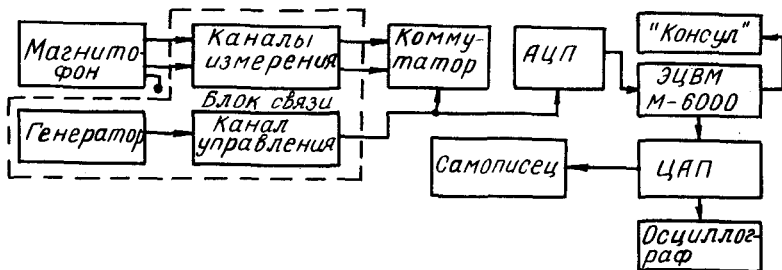 Магнито-
фон
Каналы
измерения
Комму-
татор
АЦП
"Консул"
ЭЦВМ
М-6000
Блок связи
Генератор
Канал
управления
Самописец
ЦАП
Осциллог-
раф